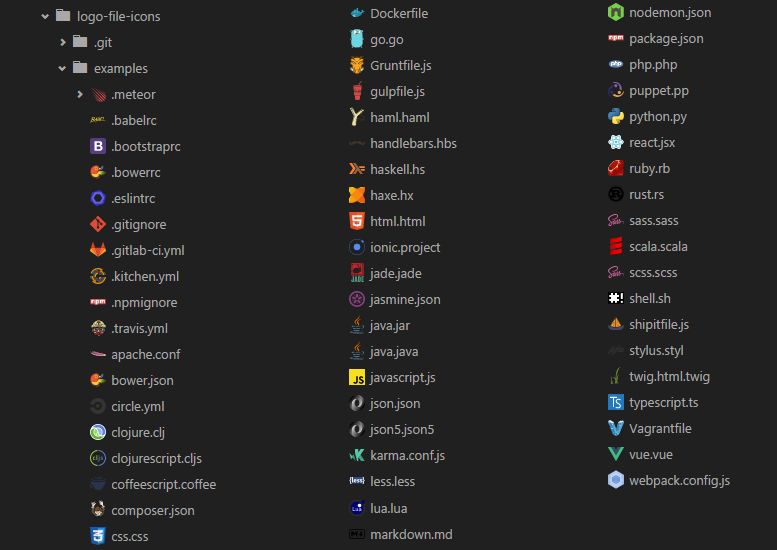 logo-file-icons
.git
examples
.meteor
.babelrc
.bootstraprc
.bowerrc
.eslintrc
.gitignore
.gitlab-ci.yml
.kitchen.yml
.npmignore
.travis.yml
apache.conf
bower.json
circle.yml
clojure.clj
clojurescript.cljs
coffeescript.coffee
composer.json
css.css
Dockerfile
go.go
Gruntfile.js
gulpfile.js
haml.haml
handlebars.hbs
haskell.hs
haxe.hx
html.html
ionic.project
jade.jade
jasmine.json
java.jar
java.java
javascript.js
json.json
json5.json5
karma.conf.js
less.less
lua.lua
markdown.md
nodemon.json
package.json
php.php
puppet.pp
python.py
react.jsx
ruby.rb
rust.rs
sass.sass
scala.scala
scss.scss
shell.sh
shipitfile.js
stylus.styl
twig.html.twig
typescript.ts
Vagrantfile
vue.vue
webpack.config.js